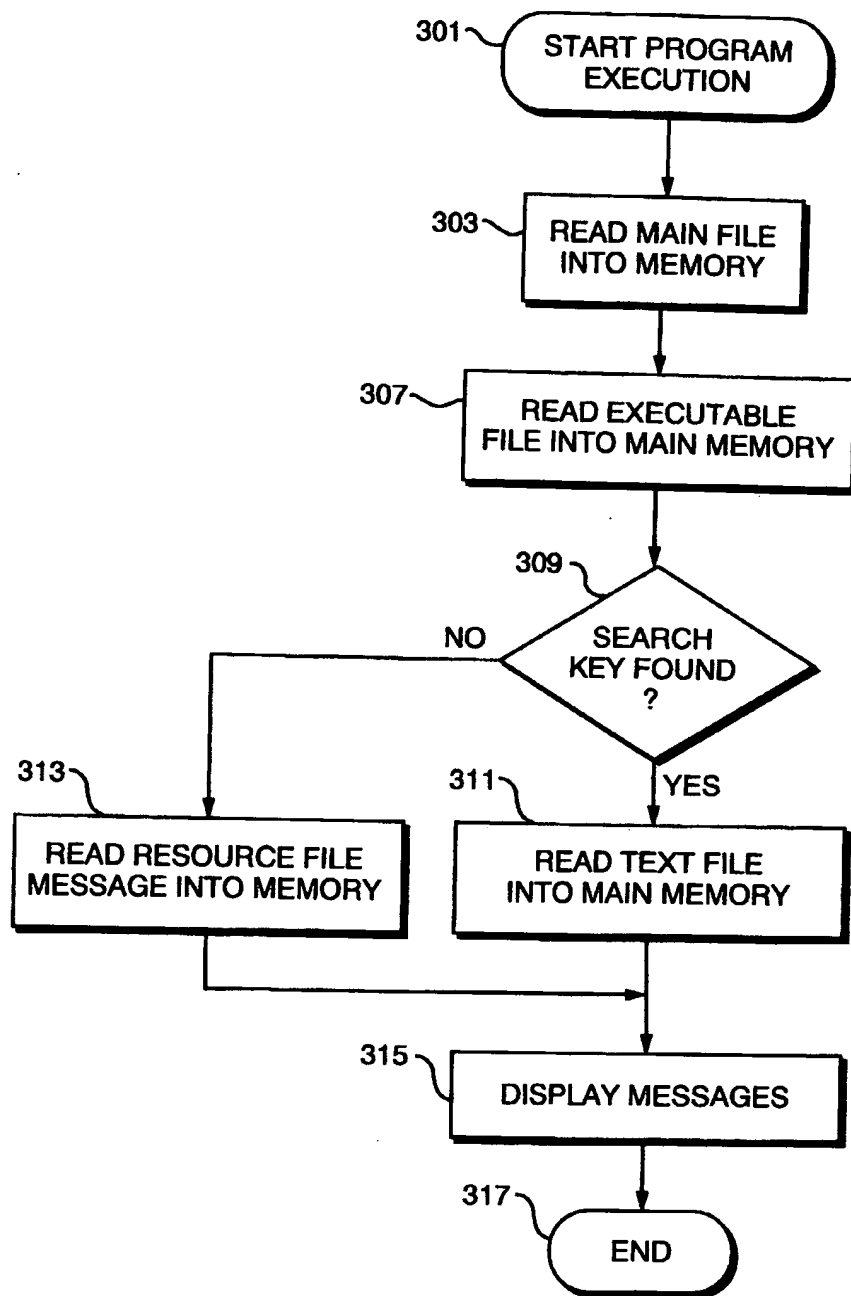 301
START PROGRAM
EXECUTION
303
READ MAIN FILE
INTO MEMORY
307
READ EXECUTABLE
FILE INTO MAIN MEMORY
309
SEARCH
KEY FOUND
?
NO
YES
313
READ RESOURCE FILE
MESSAGE INTO MEMORY
311
READ TEXT FILE
INTO MAIN MEMORY
315
DISPLAY MESSAGES
317
END